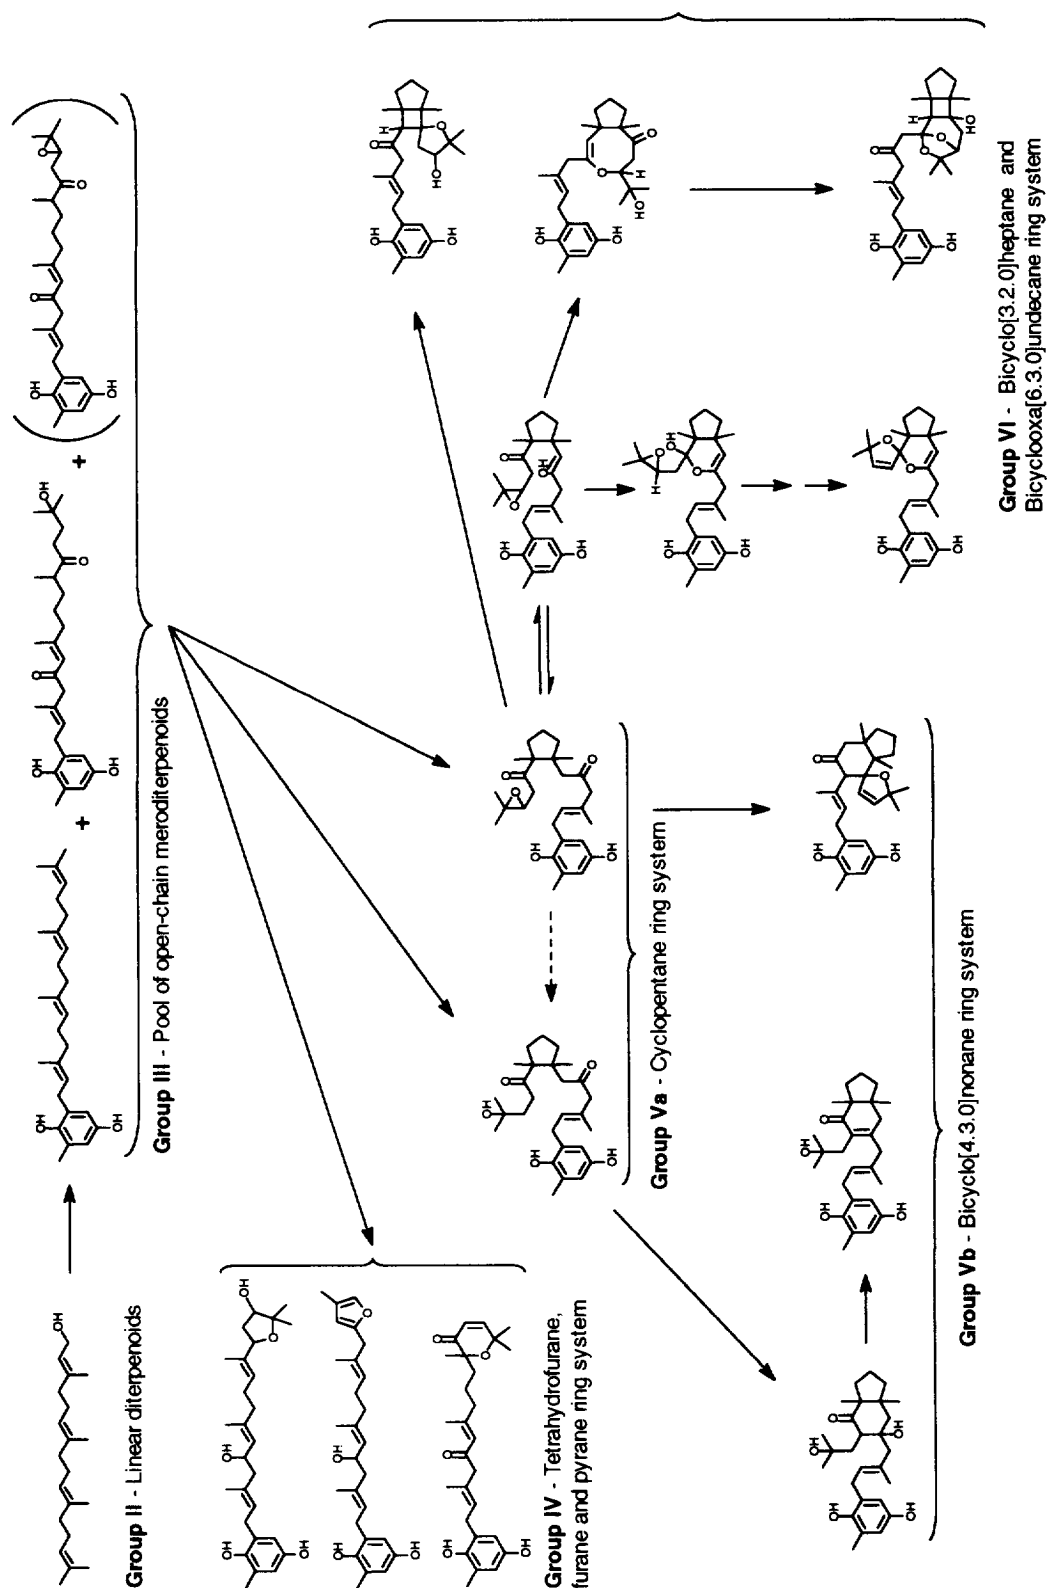 Group II - Linear diterpenoids
Group III - Pool of open-chain meroditerpenoids
Group IV - Tetrahydrofurane,
furane and pyrane ring system
Group Va - Cyclopentane ring system
Group Vb - Bicyclo[4.3.0]nonane ring system
Group VI - Bicyclo[3.2.0]heptane and
Bicyclooxa[6.3.0]undecane ring system